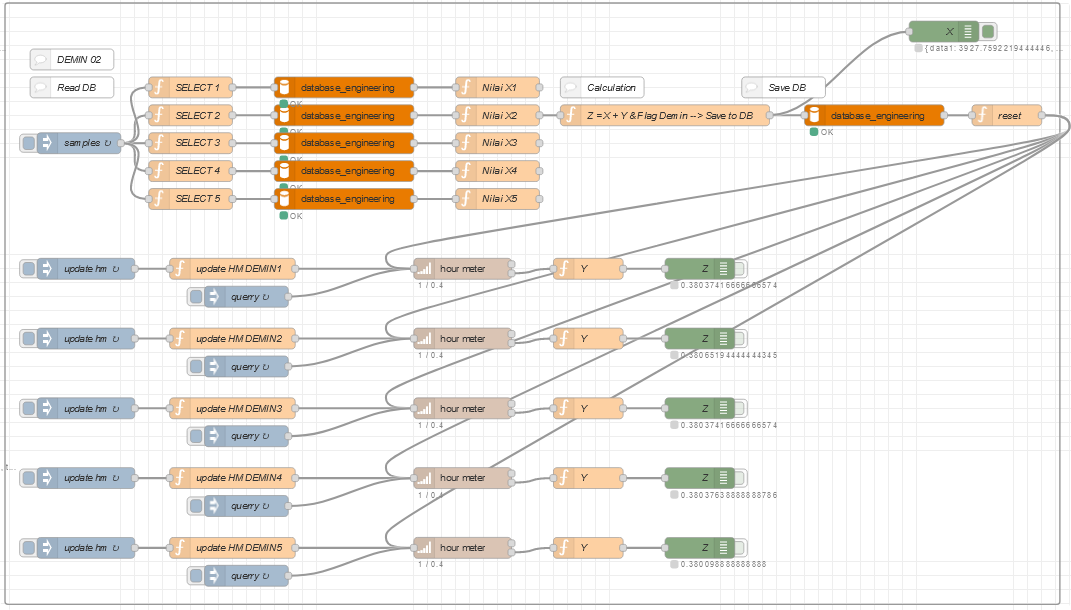 X
{data1: 3927.7592219444446, ...
DEMIN 02
Read DB
SELECT 1
database_engineering
OK
Nilai X1
Calculation
Save DB
SELECT 2
database_engineering
OK
Nilai X2
Z = X + Y & Flag Demin --> Save to DB
database_engineering
OK
reset
samples ↻
SELECT 3
database_engineering
OK
Nilai X3
SELECT 4
database_engineering
OK
Nilai X4
SELECT 5
database_engineering
OK
Nilai X5
update hm ↻
update HM DEMIN1
hour meter
1 / 0.4
Y
Z
0.38037416666666574
querry ↻
update hm ↻
update HM DEMIN2
hour meter
1 / 0.4
Y
Z
0.38065194444444345
querry ↻
update hm ↻
update HM DEMIN3
hour meter
1 / 0.4
Y
Z
0.38037416666666574
querry ↻
, t...
update hm ↻
update HM DEMIN4
hour meter
1 / 0.4
Y
Z
0.38037638888888786
querry ↻
update hm ↻
update HM DEMIN5
hour meter
1 / 0.4
Y
Z
0.380098888888888
querry ↻